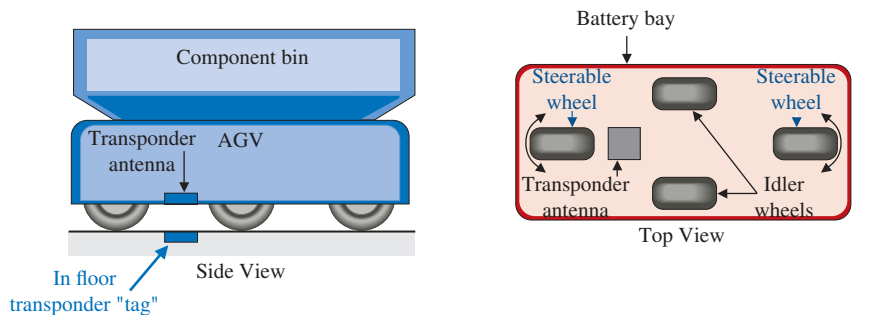 Component bin
Transponder
antenna
AGV
In floor
transponder "tag"
Side View
Battery bay
Steerable
wheel
Steerable
wheel
Transponder
antenna
Idler
wheels
Top View